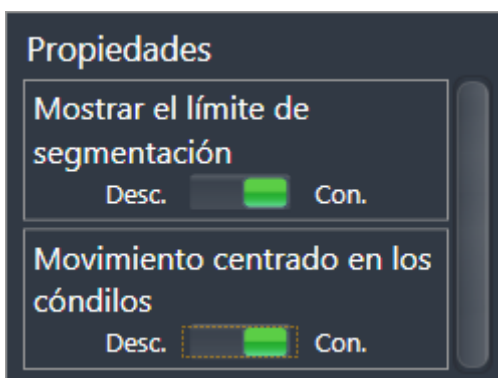 Propiedades
Mostrar el límite de
segmentación
Desc. Con.
Movimiento centrado en los
cóndilos
Desc. Con.